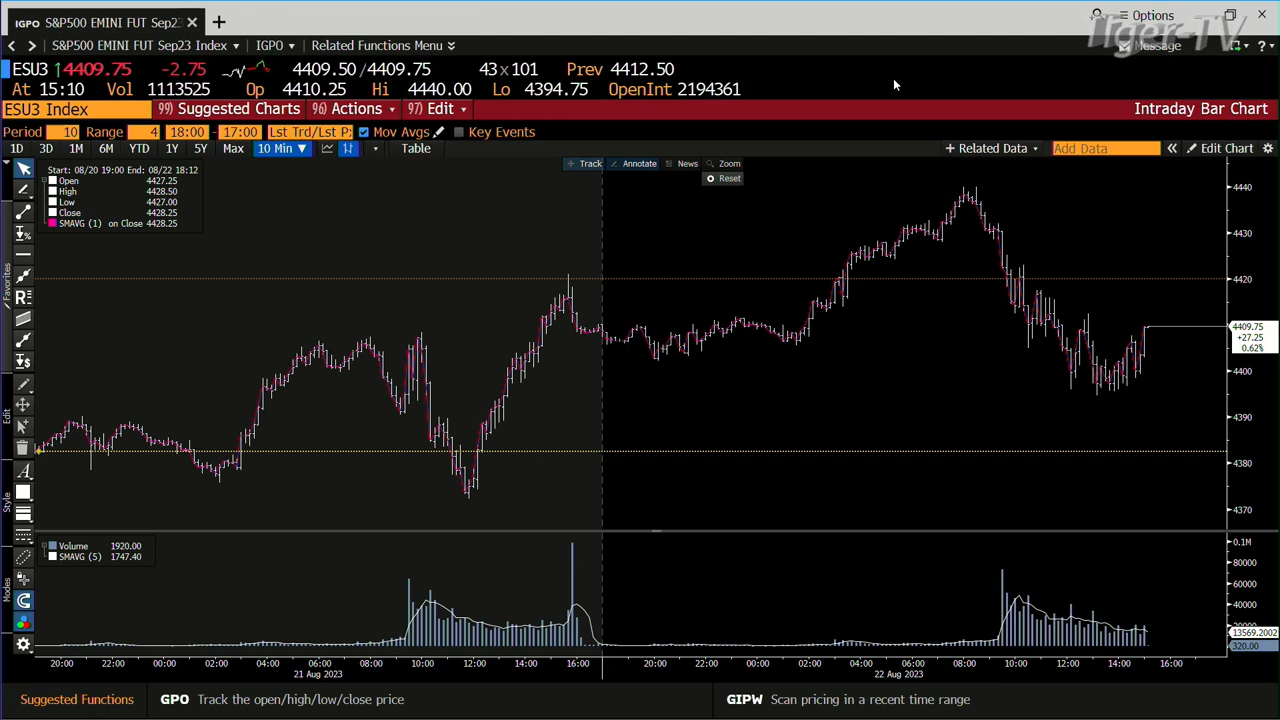 IGPO S&P500 EMINI FUT Sep23
Options
Tiger-TV
S&P500 EMINI FUT Sep23 Index IGPO Related Functions Menu Message
ESU3 ↑4409.75 -2.75 4409.50/4409.75 43x101 Prev 4412.50
At 15:10 Vol 1113525 Op 4410.25 Hi 4440.00 Lo 4394.75 OpenInt 2194361
ESU3 Index 99) Suggested Charts 96) Actions 97) Edit Intraday Bar Chart
Period 10 Range 4 18:00 - 17:00 Lst Trd/Lst P Mov Avgs Key Events
1D 3D 1M 6M YTD 1Y 5Y Max 10 Min ▼ Table + Related Data Add Data Edit Chart
Track Annotate News Zoom
Reset
Start: 08/20 19:00 End: 08/22 18:12
Open 4427.25
High 4428.50
Low 4427.00
Close 4428.25
SMAVG (1) on Close 4428.25
Favorites
Edit
Style
Modes
4440
4430
4420
4409.75
+27.25
0.62%
4400
4390
4380
4370
Volume 1920.00
SMAVG (5) 1747.40
0.1M
80000
60000
40000
13569.2002
320.00
20:00 22:00 00:00 02:00 04:00 06:00 08:00 10:00 12:00 14:00 16:00 20:00 22:00 00:00 02:00 04:00 06:00 08:00 10:00 12:00 14:00 16:00
21 Aug 2023 22 Aug 2023
Suggested Functions GPO Track the open/high/low/close price GIPW Scan pricing in a recent time range